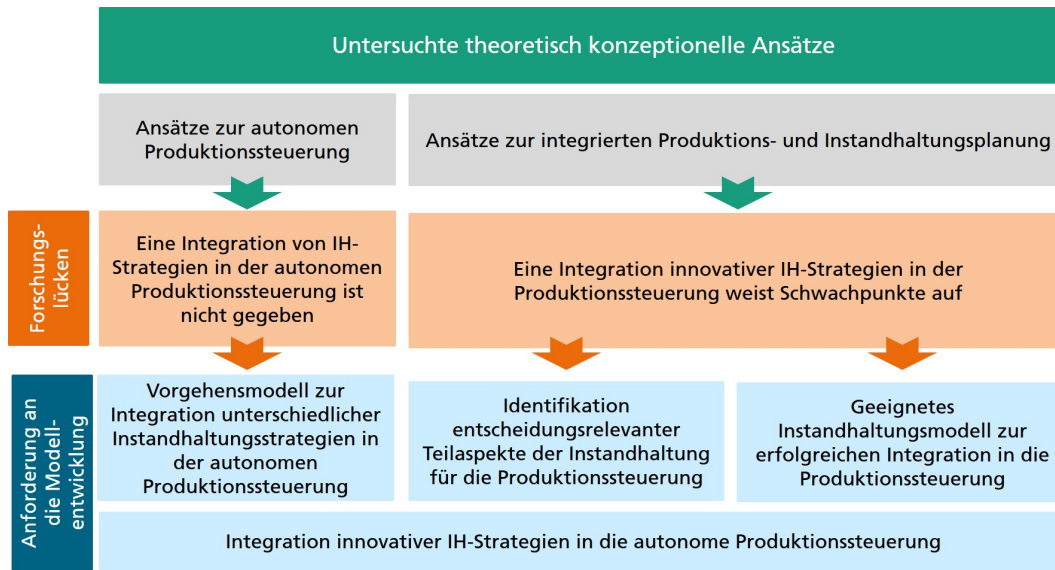 Untersuchte theoretisch konzeptionelle Ansätze
Ansätze zur autonomen
Produktionssteuerung
Ansätze zur integrierten Produktions- und Instandhaltungsplanung
Forschungs-
lücken
Eine Integration von IH-
Strategien in der autonomen
Produktionssteuerung ist
nicht gegeben
Eine Integration innovativer IH-Strategien in der
Produktionssteuerung weist Schwachpunkte auf
Anforderung an
die Modell-
entwicklung
Vorgehensmodell zur
Integration unterschiedlicher
Instandhaltungsstrategien in
der autonomen
Produktionssteuerung
Identifikation
entscheidungsrelevanter
Teilaspekte der Instandhaltung
für die Produktionssteuerung
Geeignetes
Instandhaltungsmodell zur
erfolgreichen Integration in die
Produktionssteuerung
Integration innovativer IH-Strategien in die autonome Produktionssteuerung